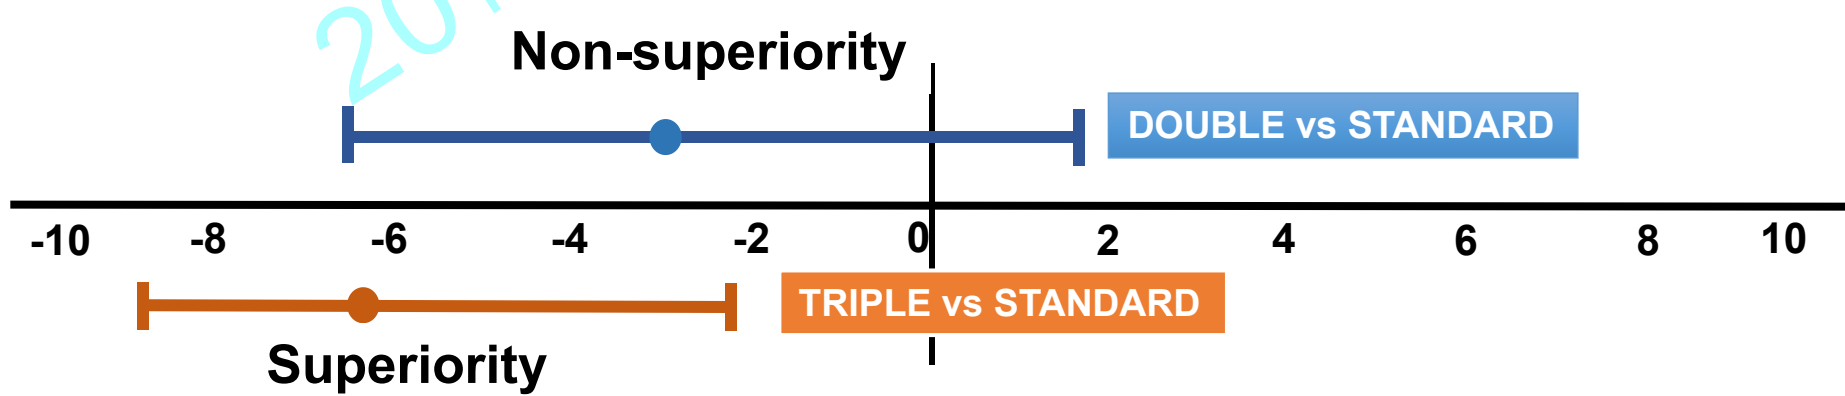 Non-superiority
DOUBLE vs STANDARD
-10 -8 -6 -4 -2 0 2 4 6 8 10
TRIPLE vs STANDARD
Superiority